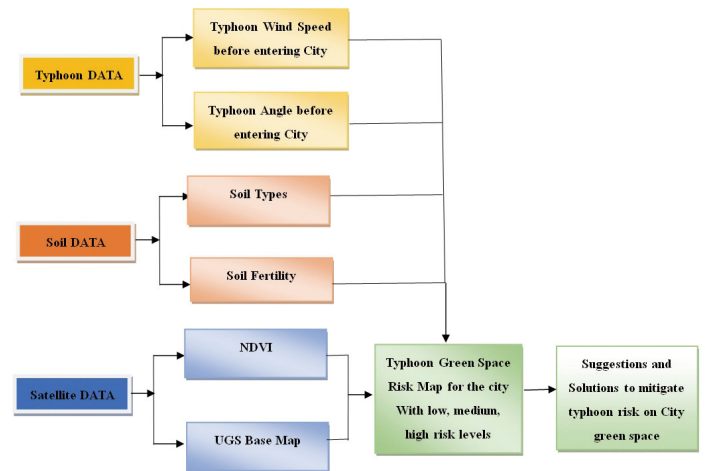 Typhoon DATA
Typhoon Wind Speed
before entering City
Typhoon Angle before
entering City
Soil DATA
Soil Types
Soil Fertility
Satellite DATA
NDVI
UGS Base Map
Typhoon Green Space
Risk Map for the city
With low, medium,
high risk levels
Suggestions and
Solutions to mitigate
typhoon risk on City
green space